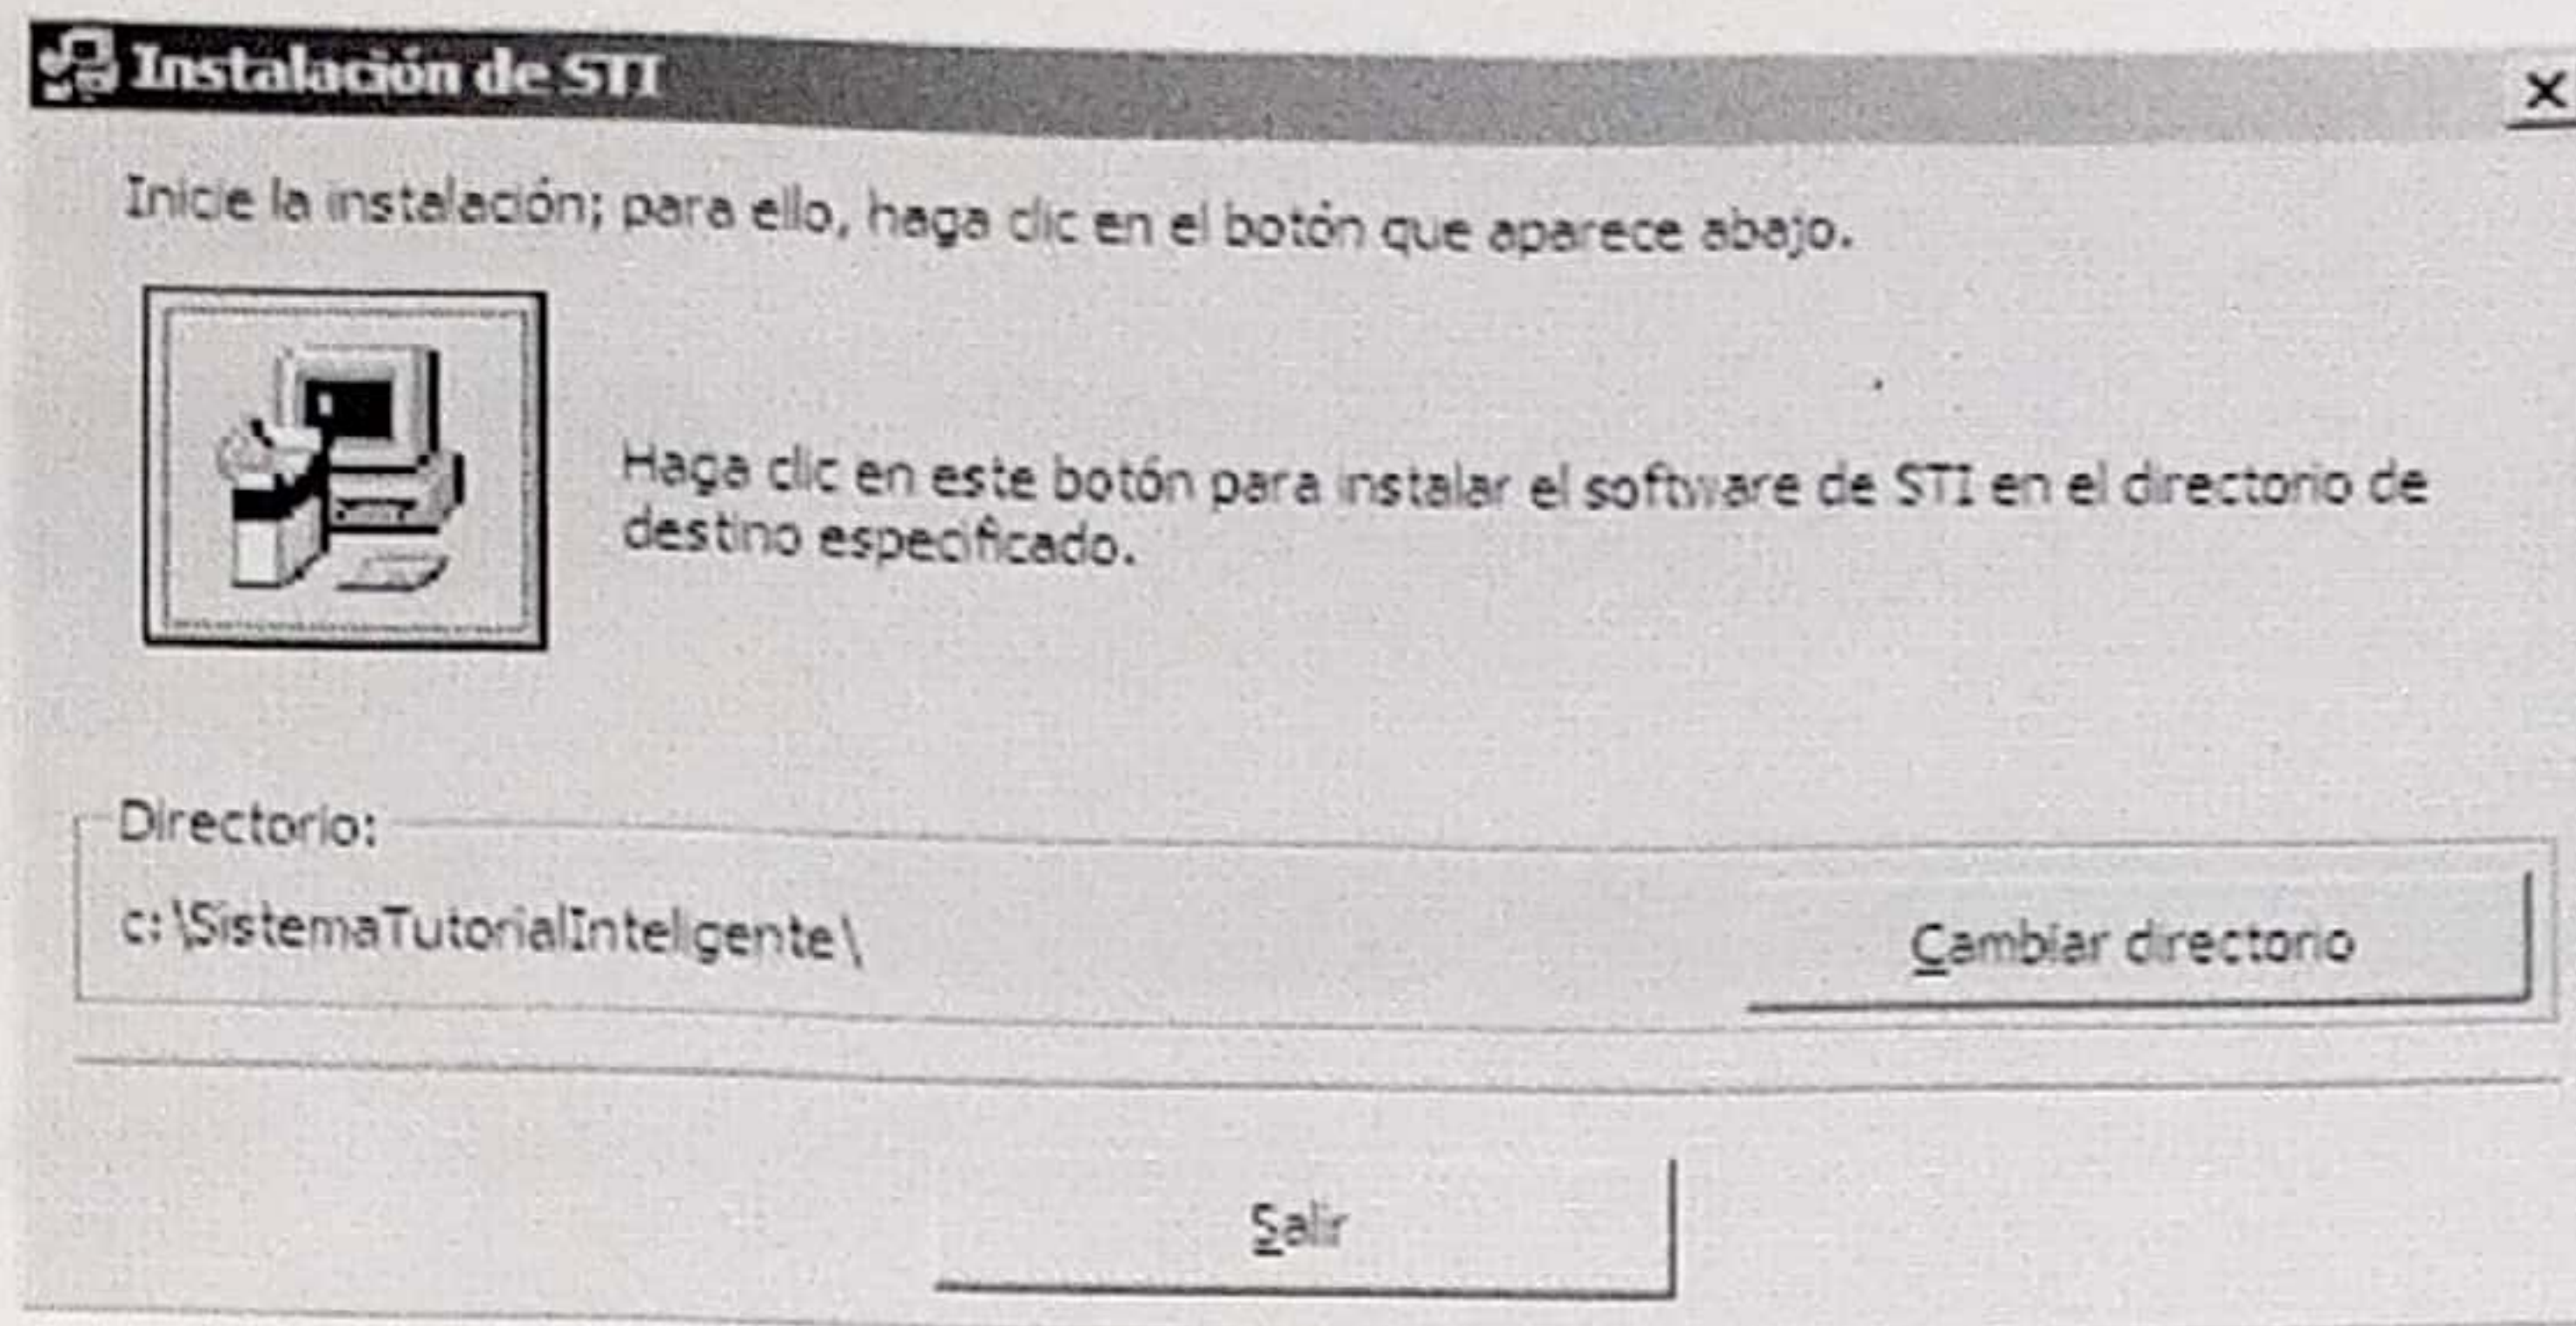 Instalación de STI
Inicie la instalación; para ello, haga clic en el botón que aparece abajo.
Haga clic en este botón para instalar el software de STI en el directorio de
destino especificado.
Directorio:
c:\SistemaTutorialInteligente\
Cambiar directorio
Salir